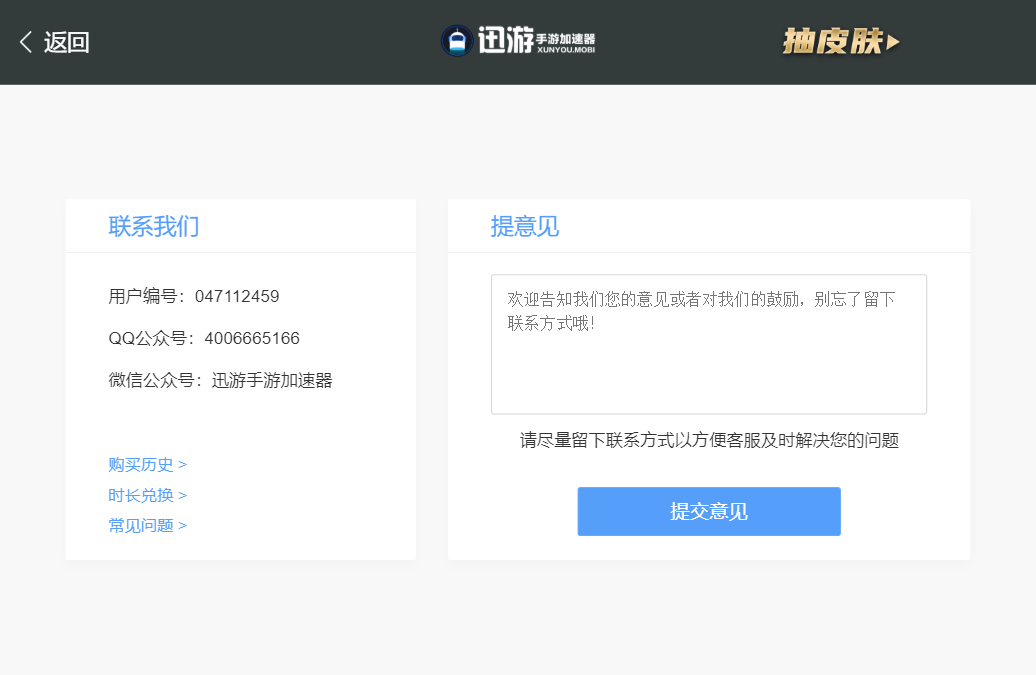 返回
迅游手游加速器
XUNYOU.MOBI
抽皮肤
联系我们
用户编号：047112459
QQ公众号：4006665166
微信公众号：迅游手游加速器
购买历史 >
时长兑换 >
常见问题 >
提意见
欢迎告知我们您的意见或者对我们的鼓励，别忘了留下
联系方式哦！
请尽量留下联系方式以方便客服及时解决您的问题
提交意见